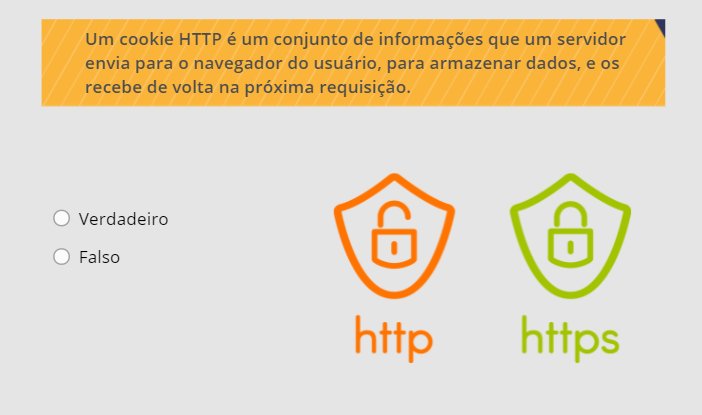 Um cookie HTTP é um conjunto de informações que um servidor
envia para o navegador do usuário, para armazenar dados, e os
recebe de volta na próxima requisição.
Verdadeiro
Falso
http
https